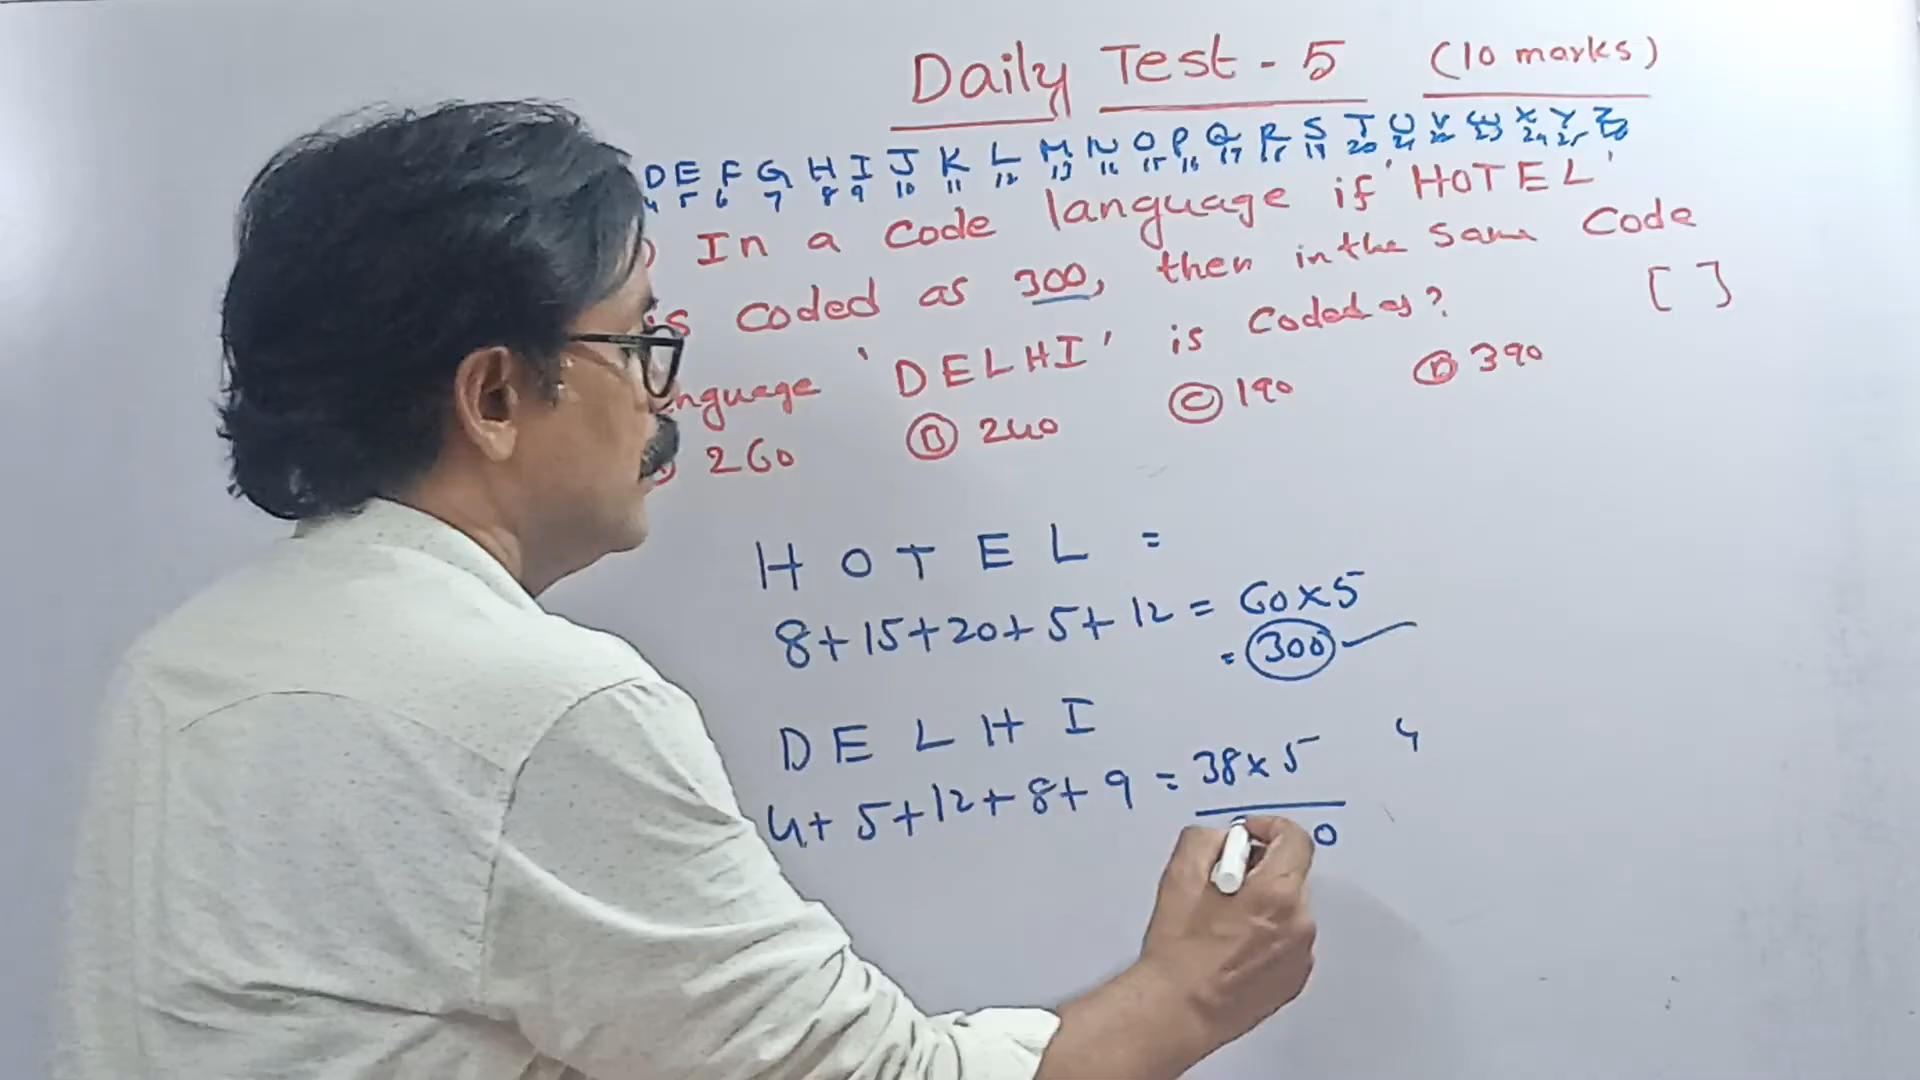 Daily Test - 5 (10 marks)
D E F G H I J K L M N O P Q R S T U V W X Y Z
4 5 6 7 8 9 10 11 12 13 14 15 16 17 18 19 20 21 22 23 24 25 26
) In a Code language if 'HOTEL'
is coded as 300, then in the same Code
nguage 'DELHI' is Coded as? [ ]
260 B 240 C 190 D 390
H O T E L =
8+15+20+5+12 = 60×5
= 300
D E L H I
4+5+12+8+9 = 38×5 4
0